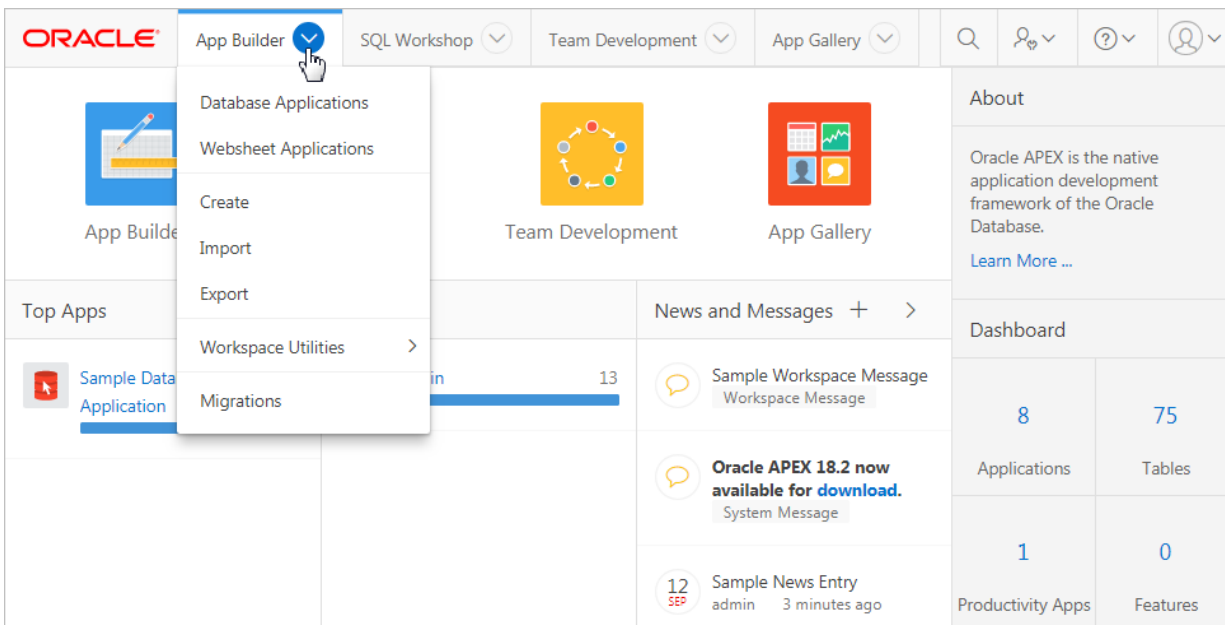 ORACLE
App Builder
SQL Workshop
Team Development
App Gallery
Database Applications
Websheet Applications
Create
Import
Export
Workspace Utilities
Migrations
Team Development
App Gallery
Top Apps
Sample Data
Application
13
News and Messages
Sample Workspace Message
Workspace Message
Oracle APEX 18.2 now
available for download.
System Message
12
SEP
Sample News Entry
admin 3 minutes ago
About
Oracle APEX is the native
application development
framework of the Oracle
Database.
Learn More ...
Dashboard
8
Applications
75
Tables
1
Productivity Apps
0
Features